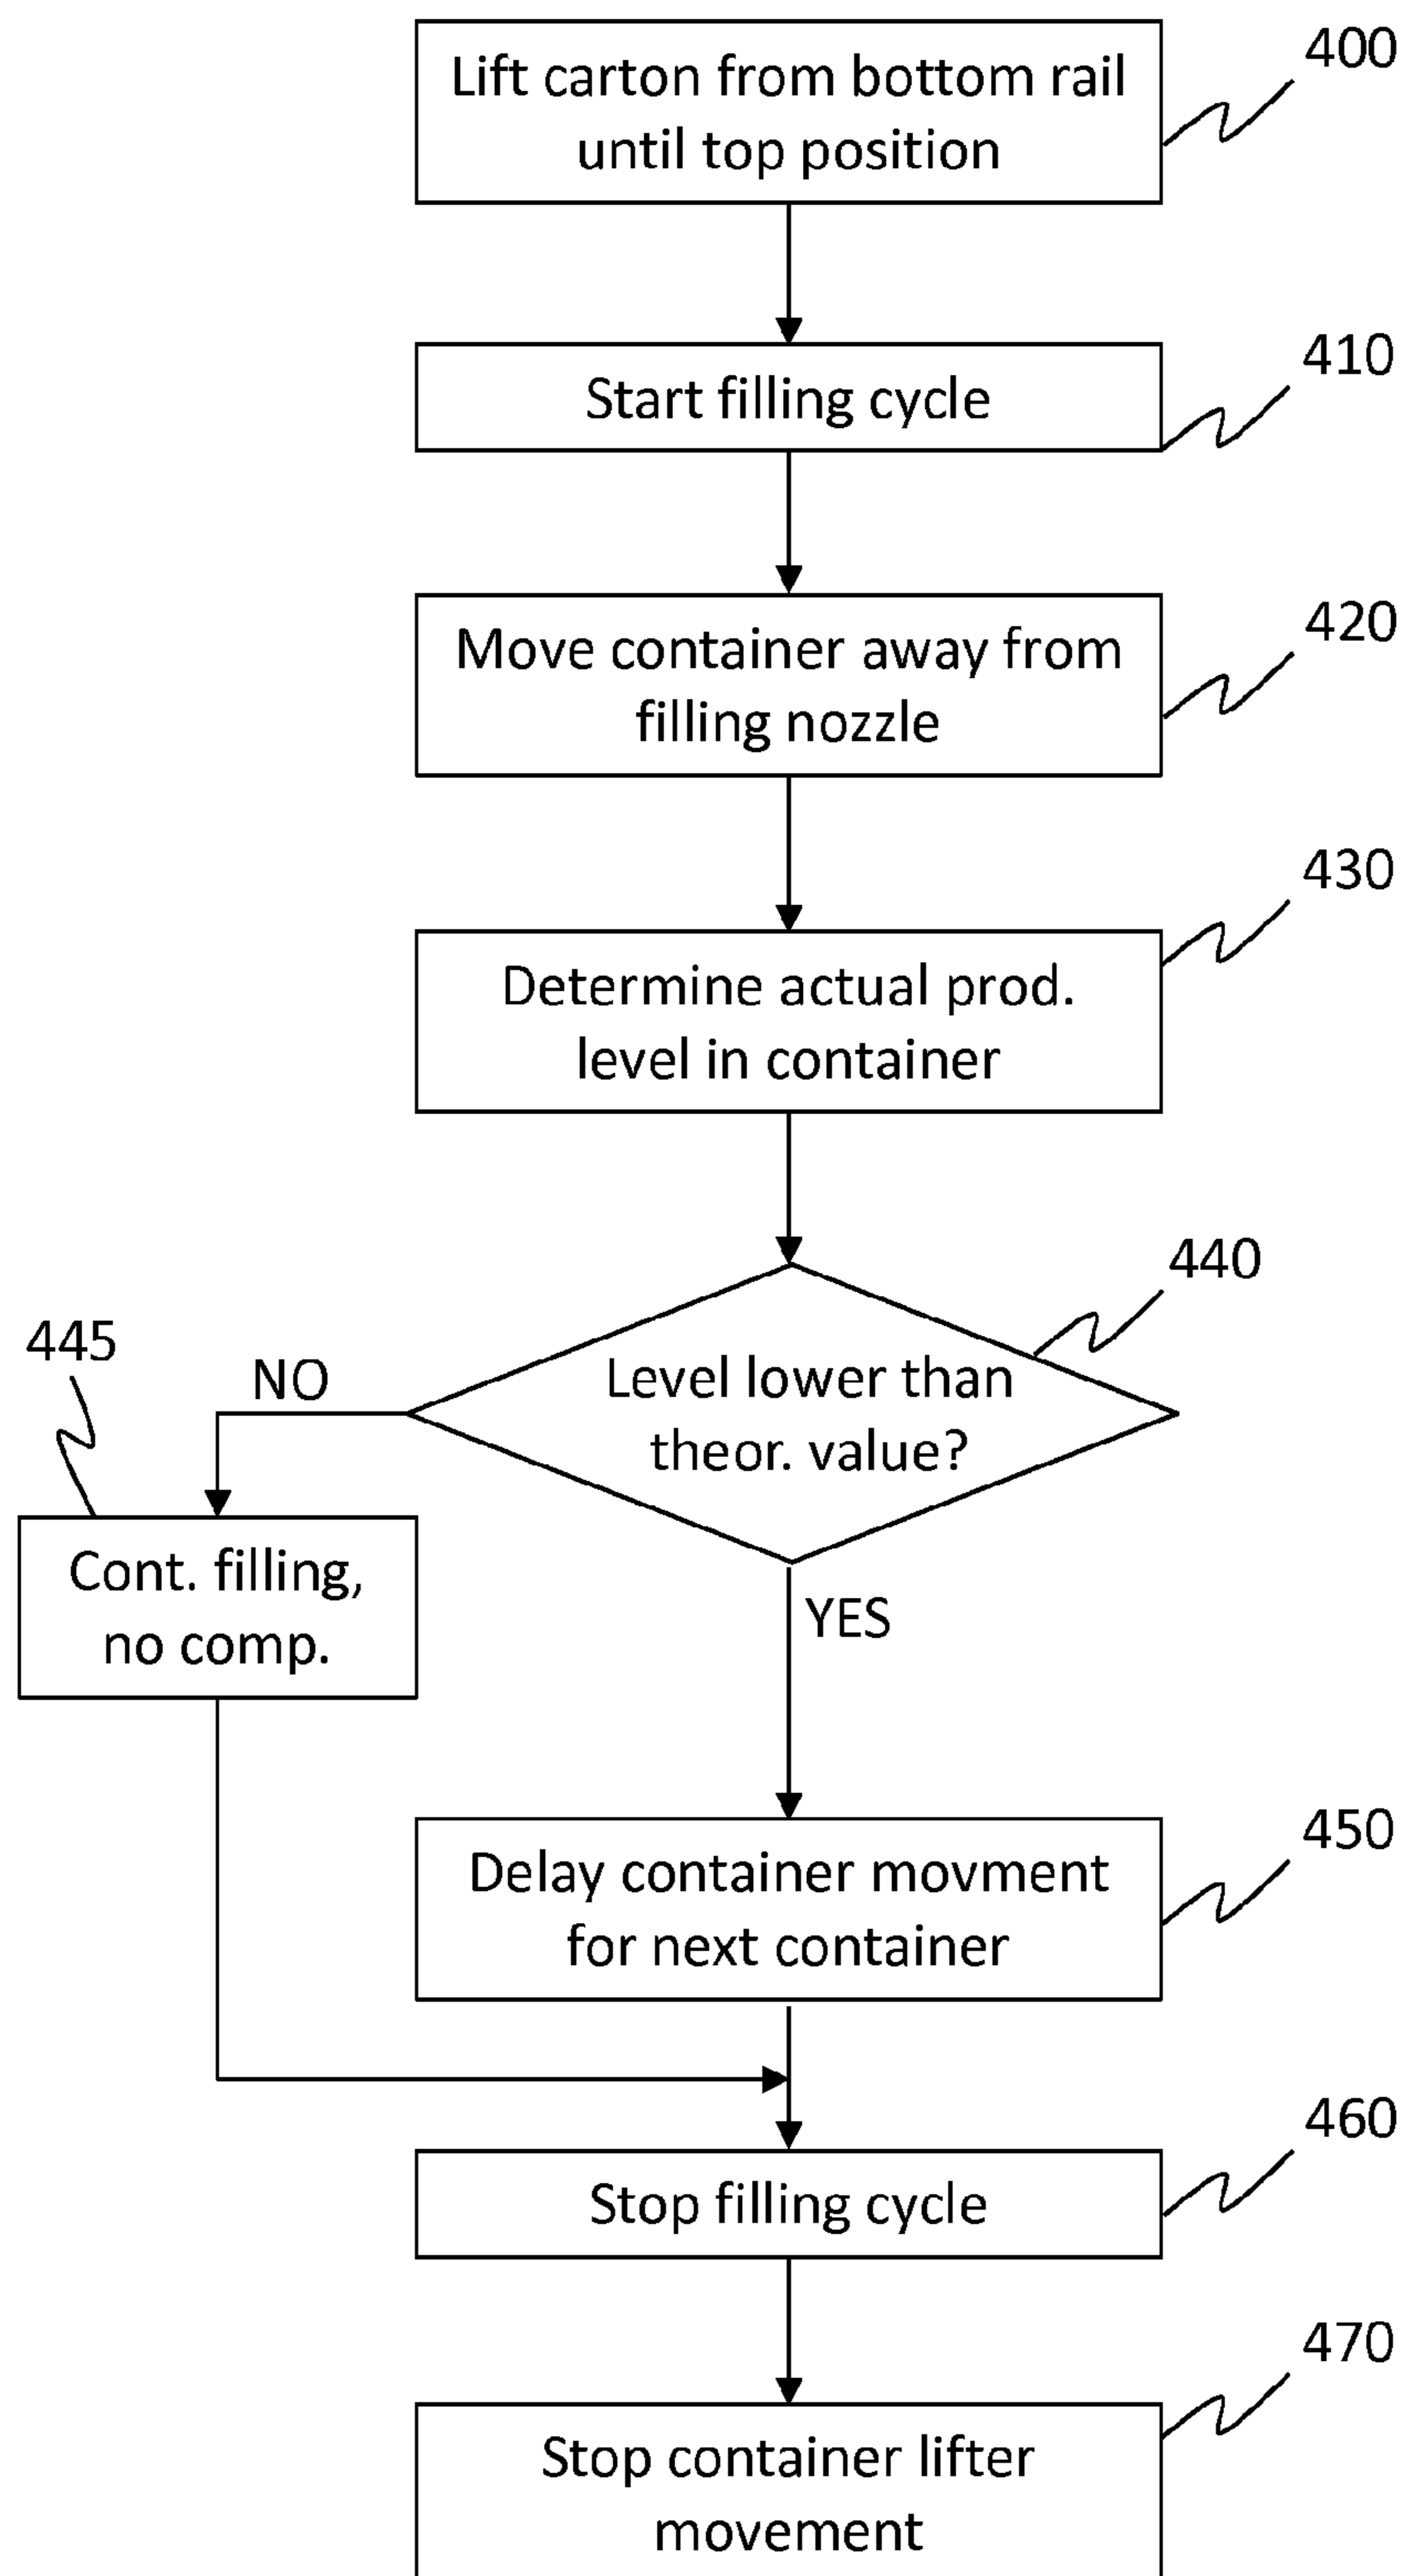 Lift carton from bottom rail
until top position
400
Start filling cycle
410
Move container away from
filling nozzle
420
Determine actual prod.
level in container
430
Level lower than
theor. value?
440
NO
445
Cont. filling,
no comp.
YES
Delay container movment
for next container
450
Stop filling cycle
460
Stop container lifter
movement
470